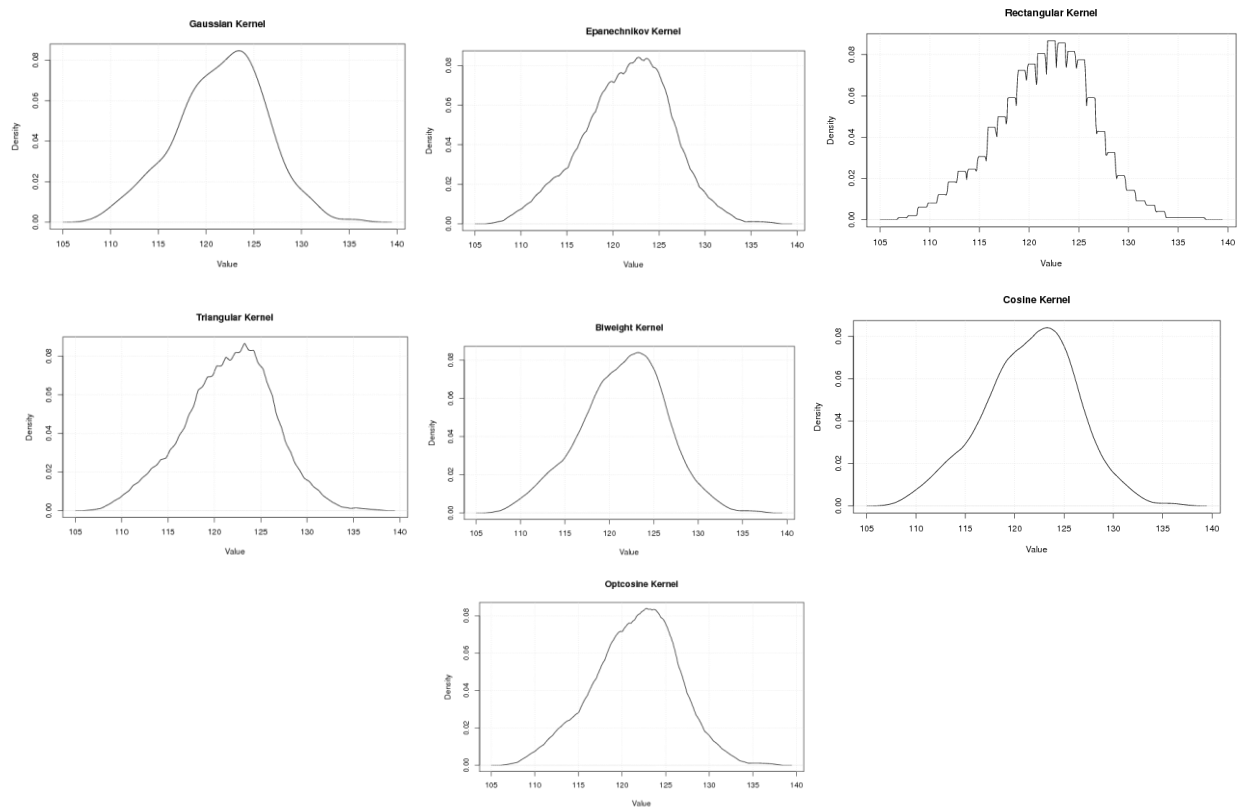 Gaussian Kernel
Density
0.00 0.02 0.04 0.06 0.08
105 110 115 120 125 130 135 140
Value
Epanechnikov Kernel
Density
0.00 0.02 0.04 0.06 0.08
105 110 115 120 125 130 135 140
Value
Rectangular Kernel
Density
0.00 0.02 0.04 0.06 0.08
105 110 115 120 125 130 135 140
Value
Triangular Kernel
Density
0.00 0.02 0.04 0.06 0.08
105 110 115 120 125 130 135 140
Value
Biweight Kernel
Density
0.00 0.02 0.04 0.06 0.08
105 110 115 120 125 130 135 140
Value
Cosine Kernel
Density
0.00 0.02 0.04 0.06 0.08
105 110 115 120 125 130 135 140
Value
Optcosine Kernel
Density
0.00 0.02 0.04 0.06 0.08
105 110 115 120 125 130 135 140
Value